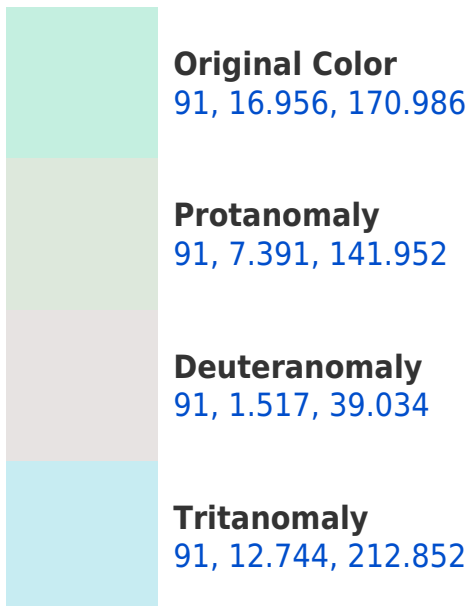 Original Color
91, 16.956, 170.986
Protanomaly
91, 7.391, 141.952
Deuteranomaly
91, 1.517, 39.034
Tritanomaly
91, 12.744, 212.852